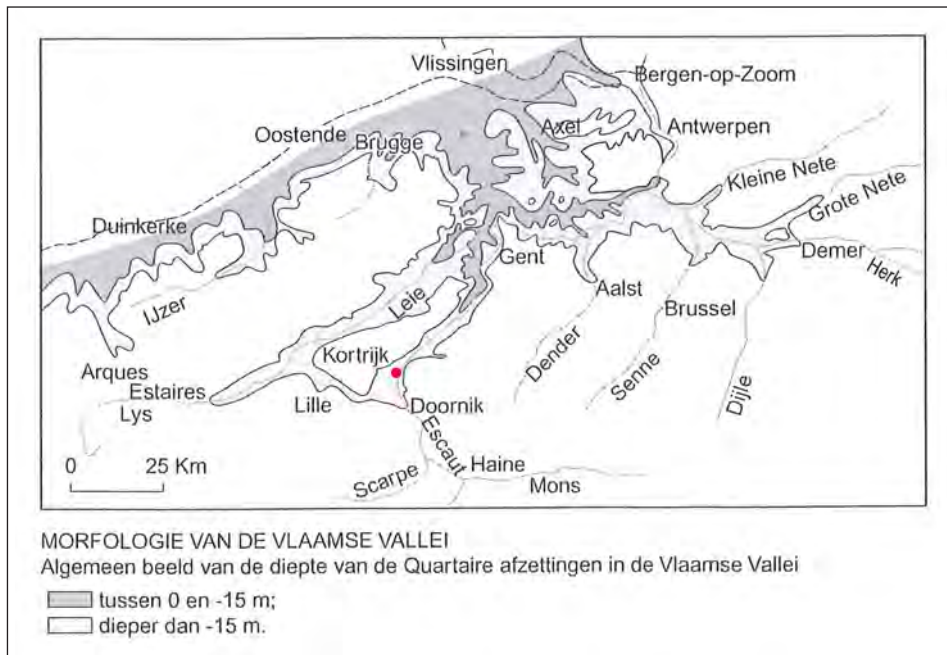 Vlissingen
Bergen-op-Zoom
Oostende
Axel
Brugge
Antwerpen
Kleine Nete
Grote Nete
Duinkerke
Gent
Demer
Herk
IJzer
Leie
Aalst
Brussel
Dender
Senne
Dijle
Kortrijk
Arques
Estaires
Lys
Lille
Doornik
Escaut
0 25 Km
Scarpe
Haine
Mons
MORFOLOGIE VAN DE VLAAMSE VALLEI
Algemeen beeld van de diepte van de Quartaire afzettingen in de Vlaamse Vallei
tussen 0 en -15 m;
dieper dan -15 m.